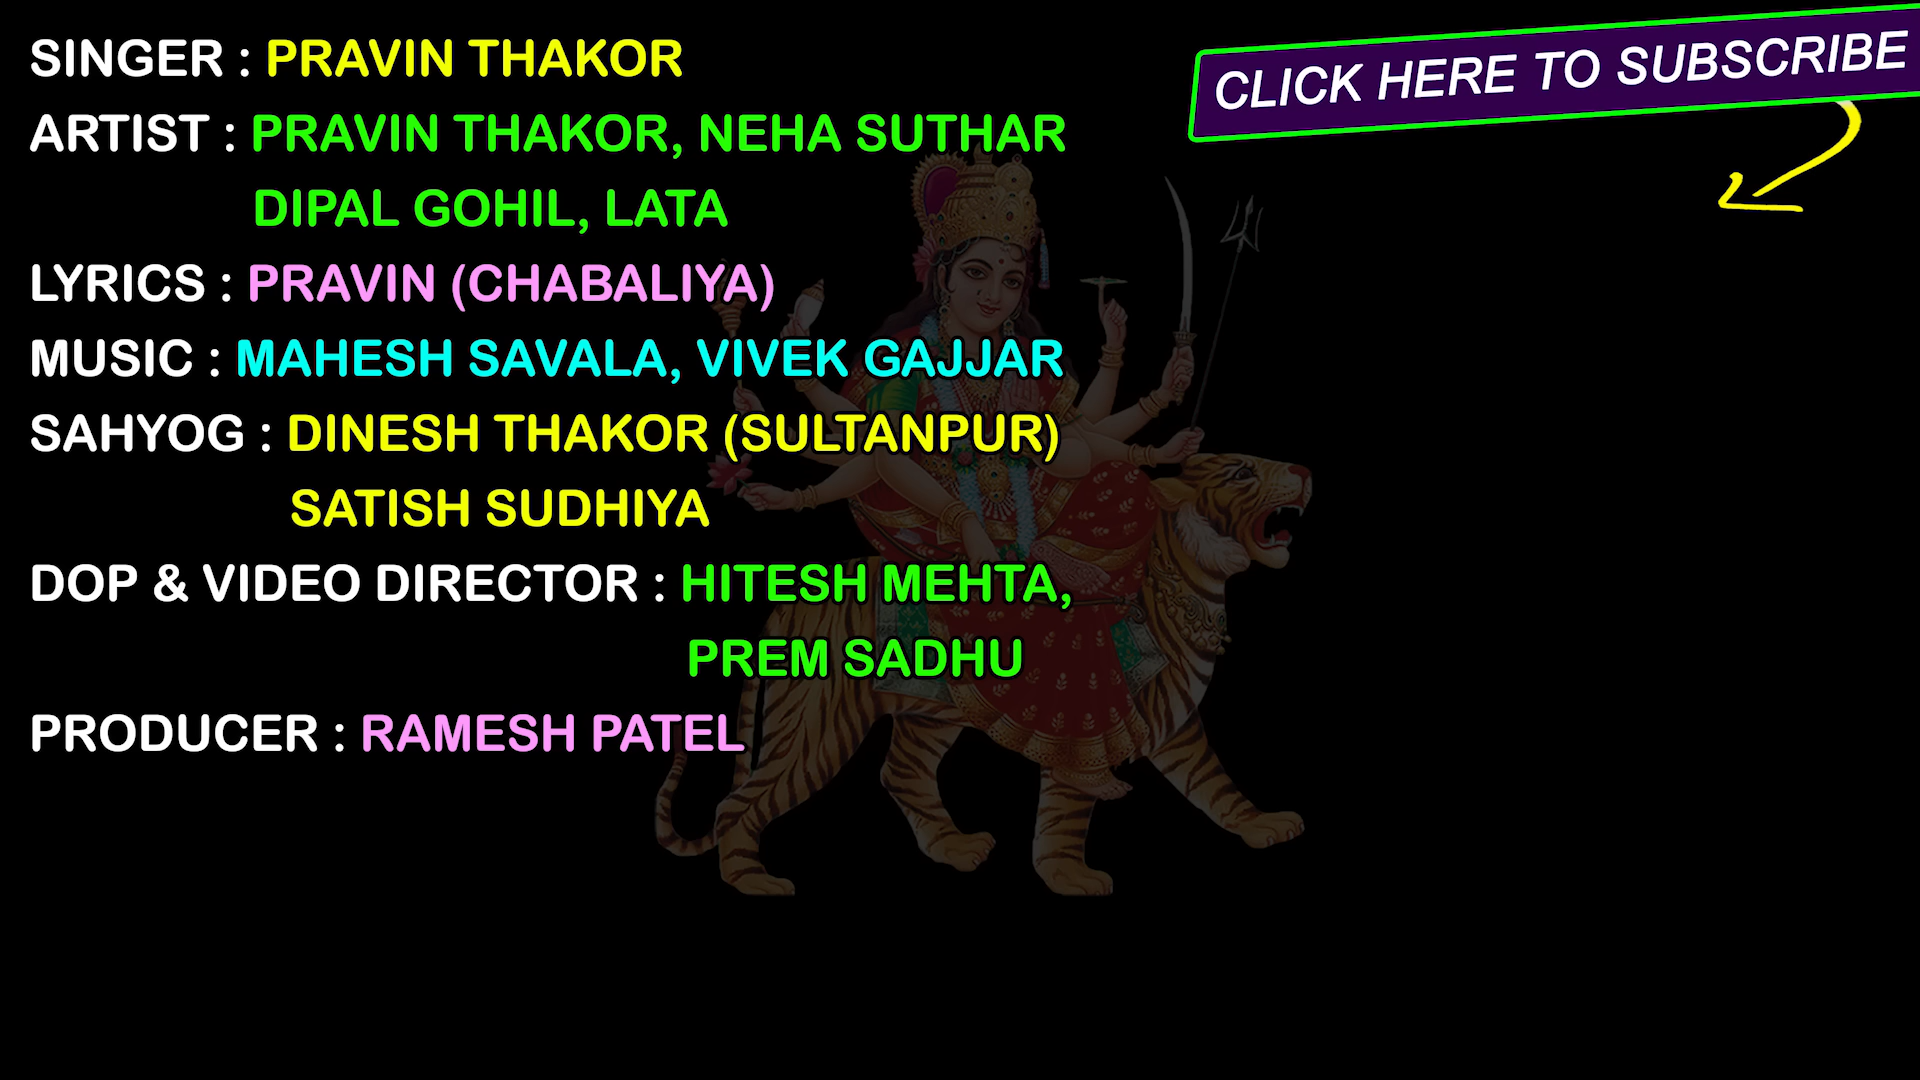 SINGER : PRAVIN THAKOR
ARTIST : PRAVIN THAKOR, NEHA SUTHAR
DIPAL GOHIL, LATA
LYRICS : PRAVIN (CHABALIYA)
MUSIC : MAHESH SAVALA, VIVEK GAJJAR
SAHYOG : DINESH THAKOR (SULTANPUR)
SATISH SUDHIYA
DOP & VIDEO DIRECTOR : HITESH MEHTA,
PREM SADHU
PRODUCER : RAMESH PATEL
CLICK HERE TO SUBSCRIBE